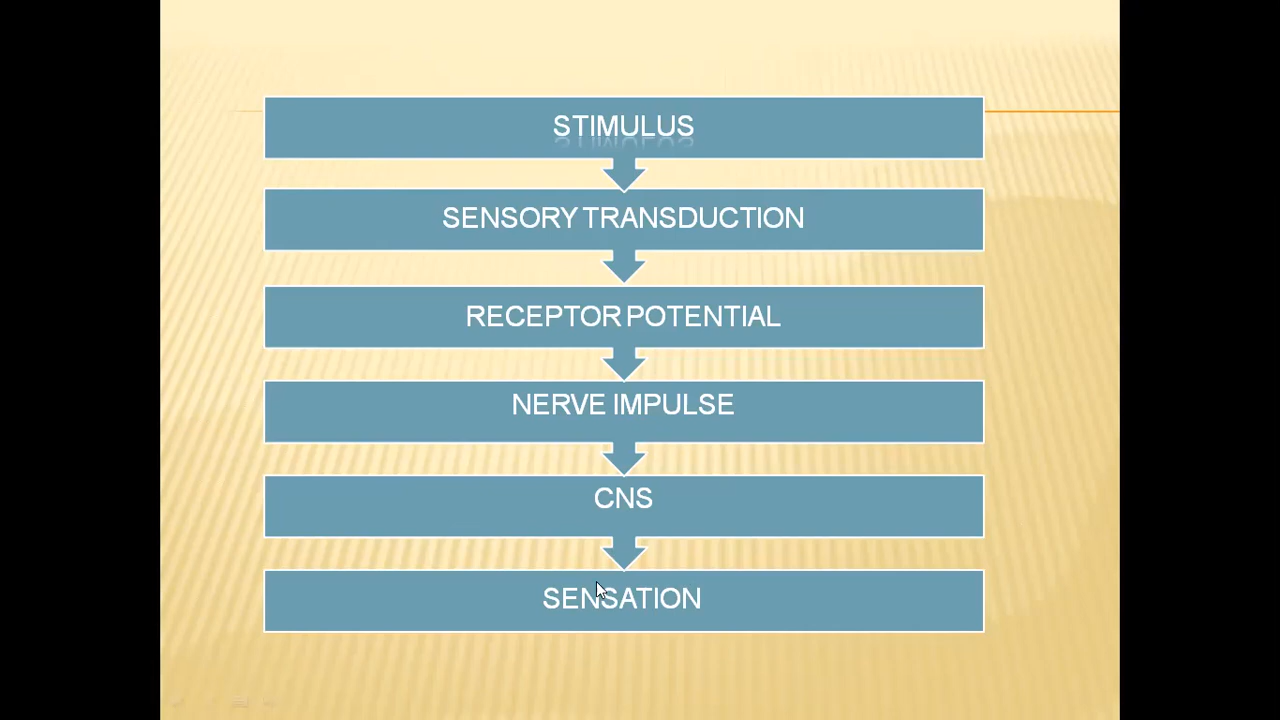 STIMULUS
SENSORY TRANSDUCTION
RECEPTOR POTENTIAL
NERVE IMPULSE
CNS
SENSATION